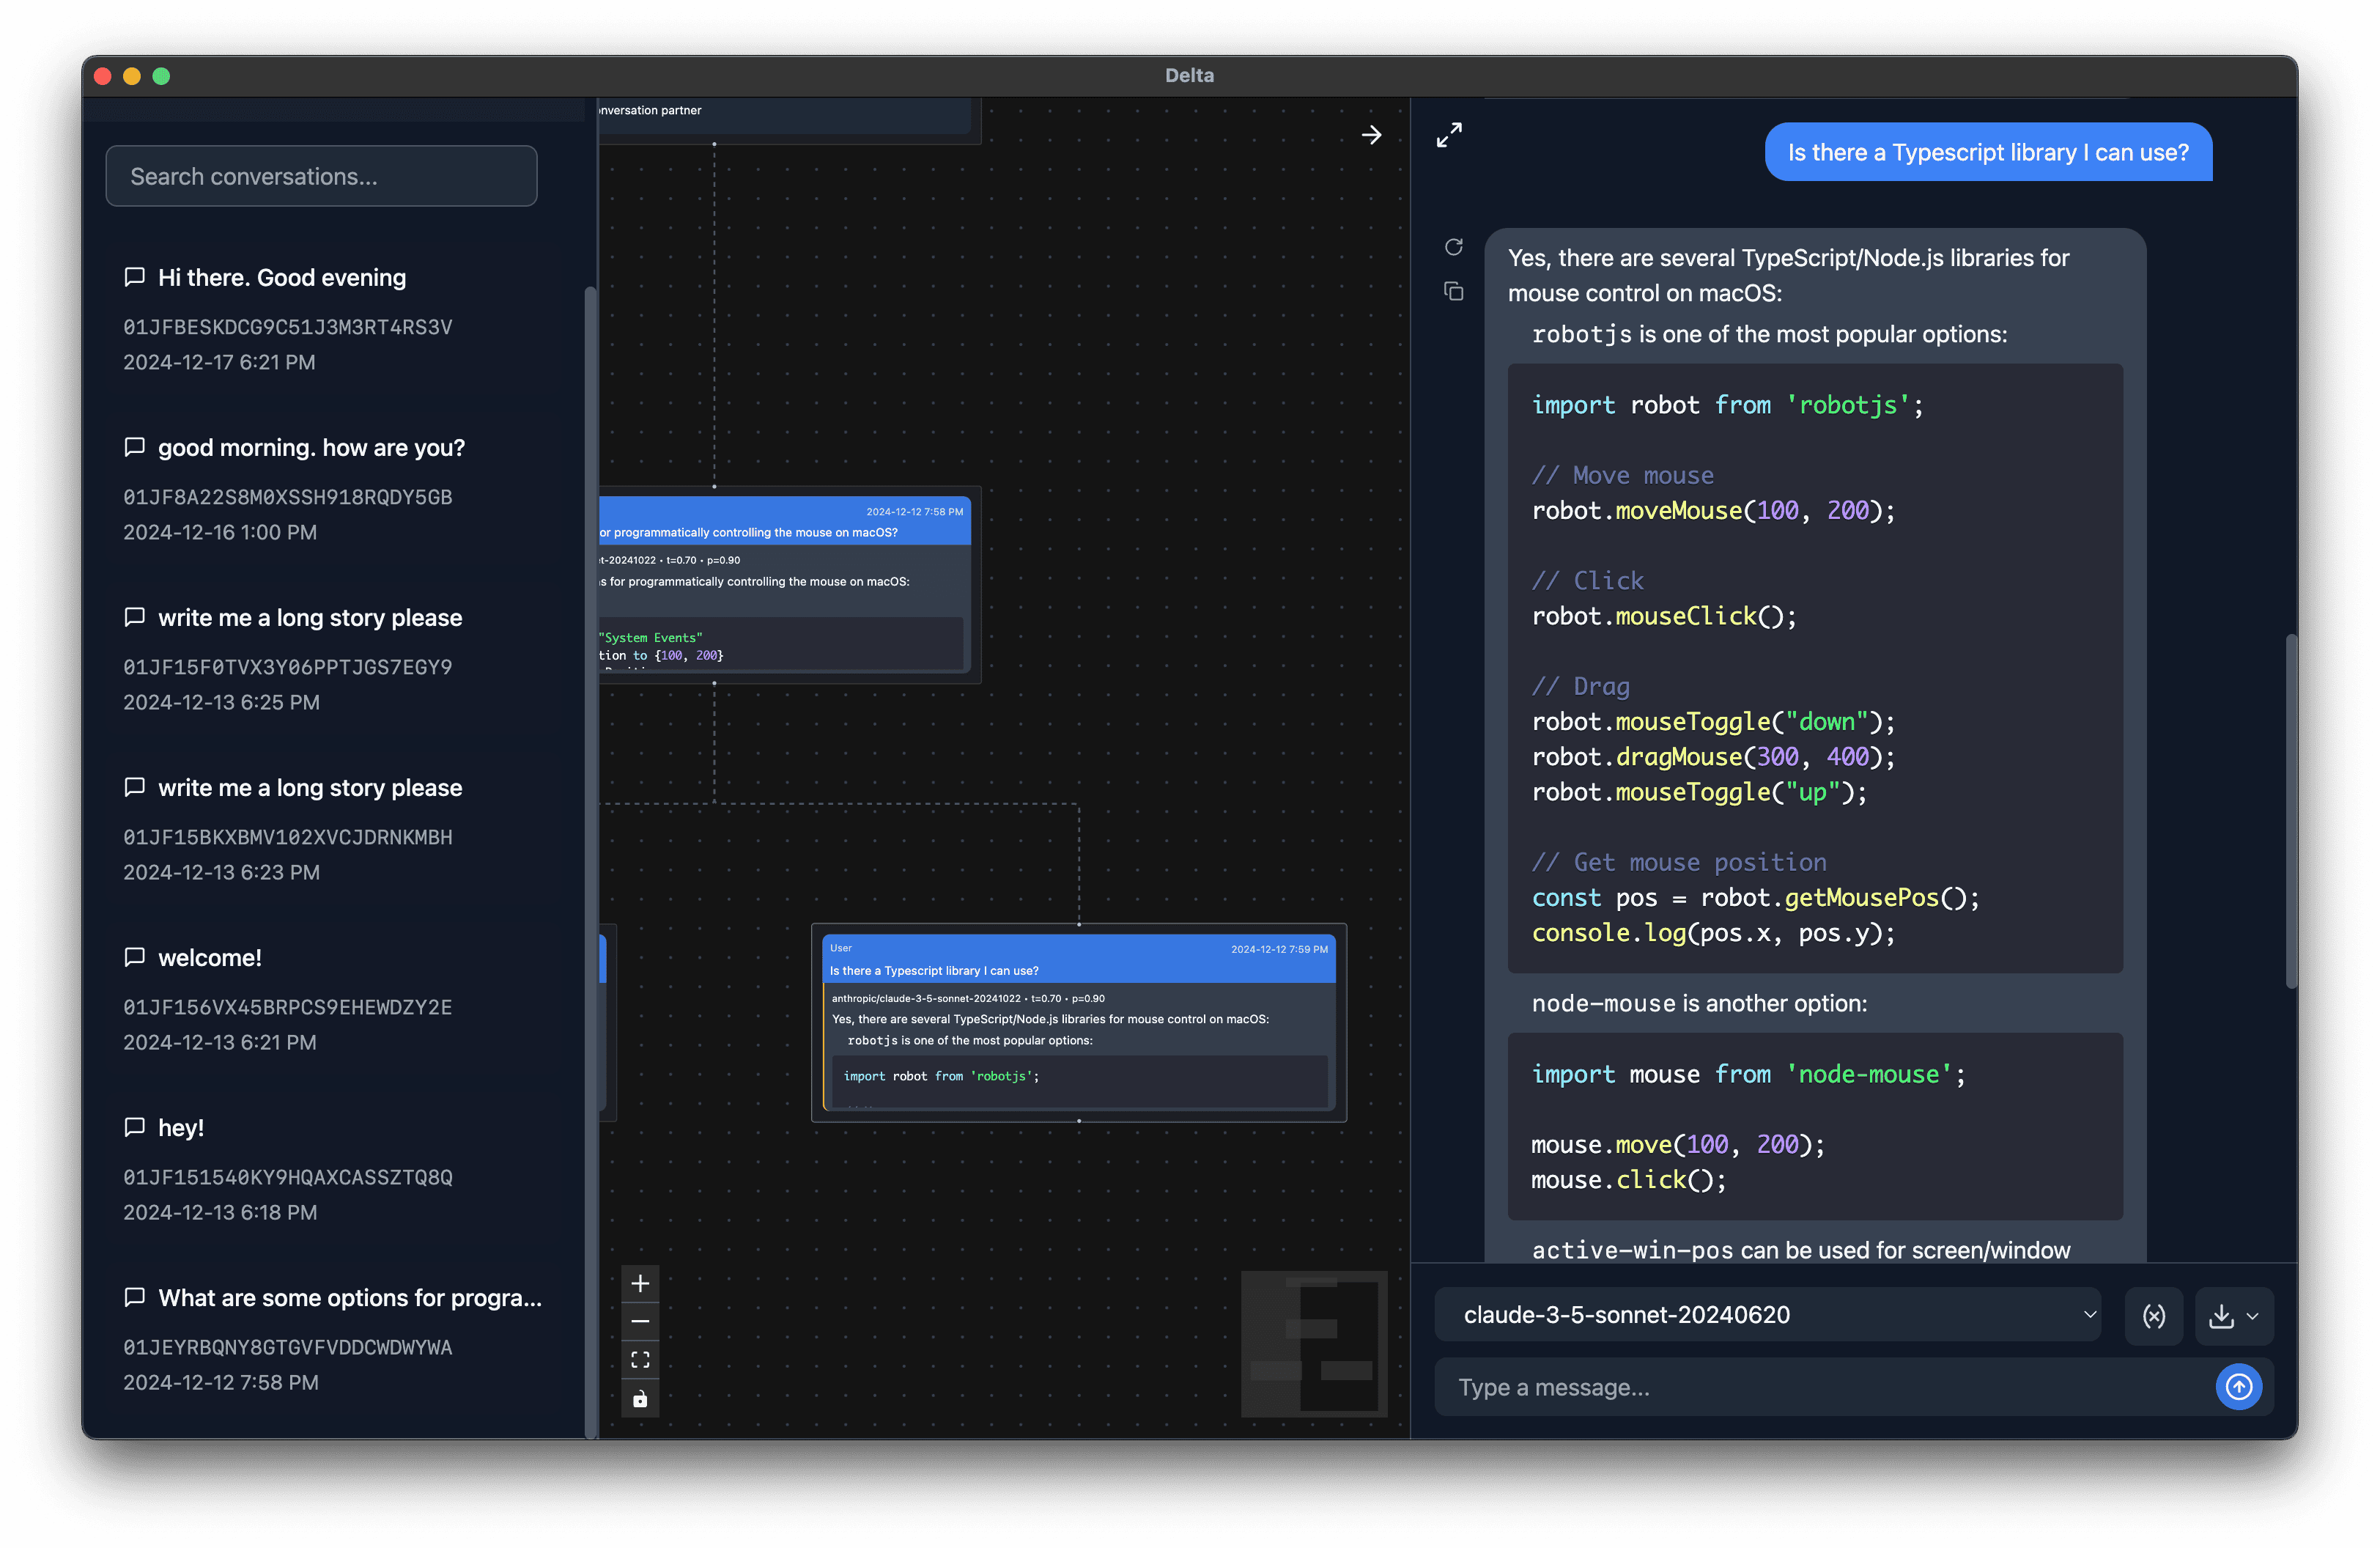 Delta
Search conversations...
Hi there. Good evening
01JFBESKDCG9C51J3M3RT4RS3V
2024-12-17 6:21 PM
good morning. how are you?
01JF8A22S8M0XSSH918RQDY5GB
2024-12-16 1:00 PM
write me a long story please
01JF15F0TVX3Y06PPTJGS7EGY9
2024-12-13 6:25 PM
write me a long story please
01JF15BKXBMV102XVCJDRNKMBH
2024-12-13 6:23 PM
welcome!
01JF156VX45BRPCS9EHEWDZY2E
2024-12-13 6:21 PM
hey!
01JF151540KY9HQAXCASSZTQ8Q
2024-12-13 6:18 PM
What are some options for progra...
01JEYRBQNY8GTGVFVDDCWDWYWA
2024-12-12 7:58 PM
nversation partner
2024-12-12 7:58 PM
or programmatically controlling the mouse on macOS?
t-20241022 • t=0.70 • p=0.90
s for programmatically controlling the mouse on macOS:
"System Events"
tion to {100, 200}
User
2024-12-12 7:59 PM
Is there a Typescript library I can use?
anthropic/claude-3-5-sonnet-20241022 • t=0.70 • p=0.90
Yes, there are several TypeScript/Node.js libraries for mouse control on macOS:
robotjs is one of the most popular options:
import robot from 'robotjs';
Is there a Typescript library I can use?
Yes, there are several TypeScript/Node.js libraries for
mouse control on macOS:
robotjs is one of the most popular options:
import robot from 'robotjs';
// Move mouse
robot.moveMouse(100, 200);
// Click
robot.mouseClick();
// Drag
robot.mouseToggle("down");
robot.dragMouse(300, 400);
robot.mouseToggle("up");
// Get mouse position
const pos = robot.getMousePos();
console.log(pos.x, pos.y);
node-mouse is another option:
import mouse from 'node-mouse';
mouse.move(100, 200);
mouse.click();
active-win-pos can be used for screen/window
claude-3-5-sonnet-20240620
Type a message...